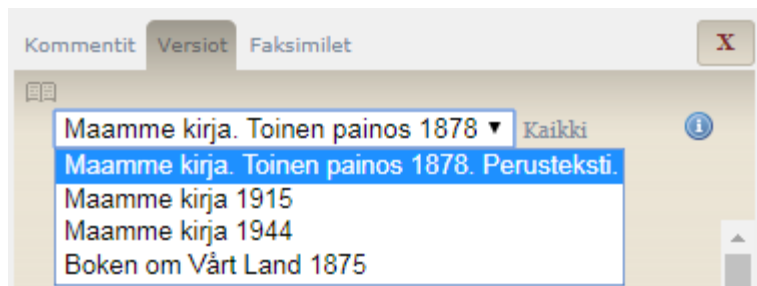 Kommentit Versiot Faksimilet X
Maamme kirja. Toinen painos 1878 ▼ Kaikki i
Maamme kirja. Toinen painos 1878. Perusteksti.
Maamme kirja 1915
Maamme kirja 1944
Boken om Vårt Land 1875